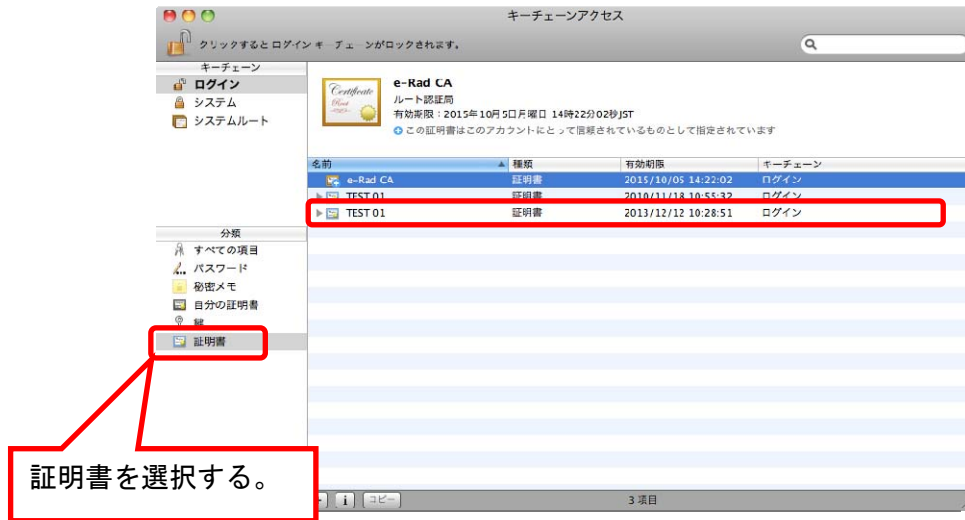 キーチェーンアクセス
クリックするとログインキーチェーンがロックされます。
キーチェーン
ログイン
システム
システムルート
Certificate
Root
e-Rad CA
ルート認証局
有効期限：2015年10月5日月曜日 14時22分02秒JST
この証明書はこのアカウントにとって信頼されているものとして指定されています
名前 種類 有効期限 キーチェーン
e-Rad CA 証明書 2015/10/05 14:22:02 ログイン
TEST 01 証明書 2010/11/18 10:55:32 ログイン
TEST 01 証明書 2013/12/12 10:28:51 ログイン
分類
すべての項目
パスワード
秘密メモ
自分の証明書
鍵
証明書
証明書を選択する。
i コピー 3 項目